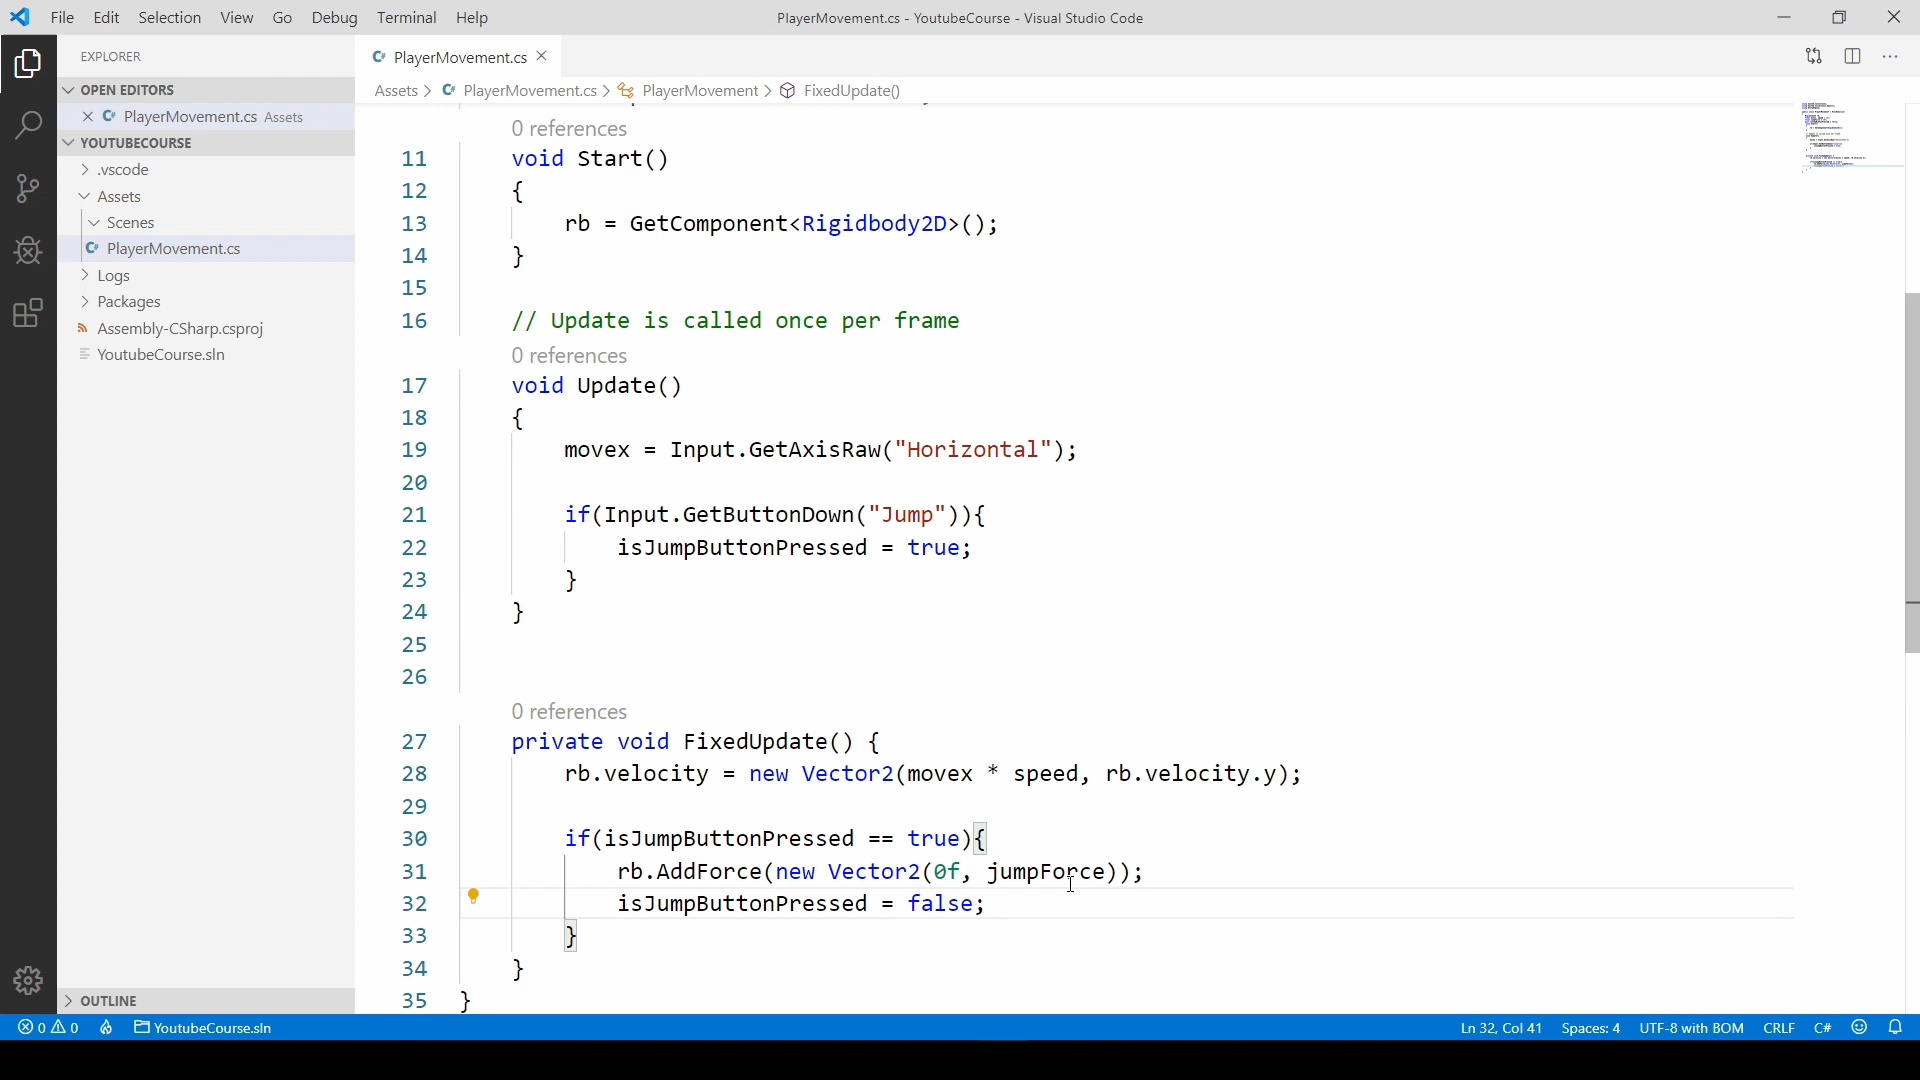 File Edit Selection View Go Debug Terminal Help
PlayerMovement.cs - YoutubeCourse - Visual Studio Code
EXPLORER
OPEN EDITORS
PlayerMovement.cs Assets
YOUTUBECOURSE
.vscode
Assets
Scenes
PlayerMovement.cs
Logs
Packages
Assembly-CSharp.csproj
YoutubeCourse.sln
OUTLINE
PlayerMovement.cs
Assets > PlayerMovement.cs > PlayerMovement > FixedUpdate()
0 references
11 void Start()
12 {
13 rb = GetComponent<Rigidbody2D>();
14 }
15
16 // Update is called once per frame
0 references
17 void Update()
18 {
19 movex = Input.GetAxisRaw("Horizontal");
20
21 if(Input.GetButtonDown("Jump")){
22 isJumpButtonPressed = true;
23 }
24 }
25
26
0 references
27 private void FixedUpdate() {
28 rb.velocity = new Vector2(movex * speed, rb.velocity.y);
29
30 if(isJumpButtonPressed == true){
31 rb.AddForce(new Vector2(0f, jumpForce));
32 isJumpButtonPressed = false;
33 }
34 }
35 }
0 0 YoutubeCourse.sln
Ln 32, Col 41 Spaces: 4 UTF-8 with BOM CRLF C#